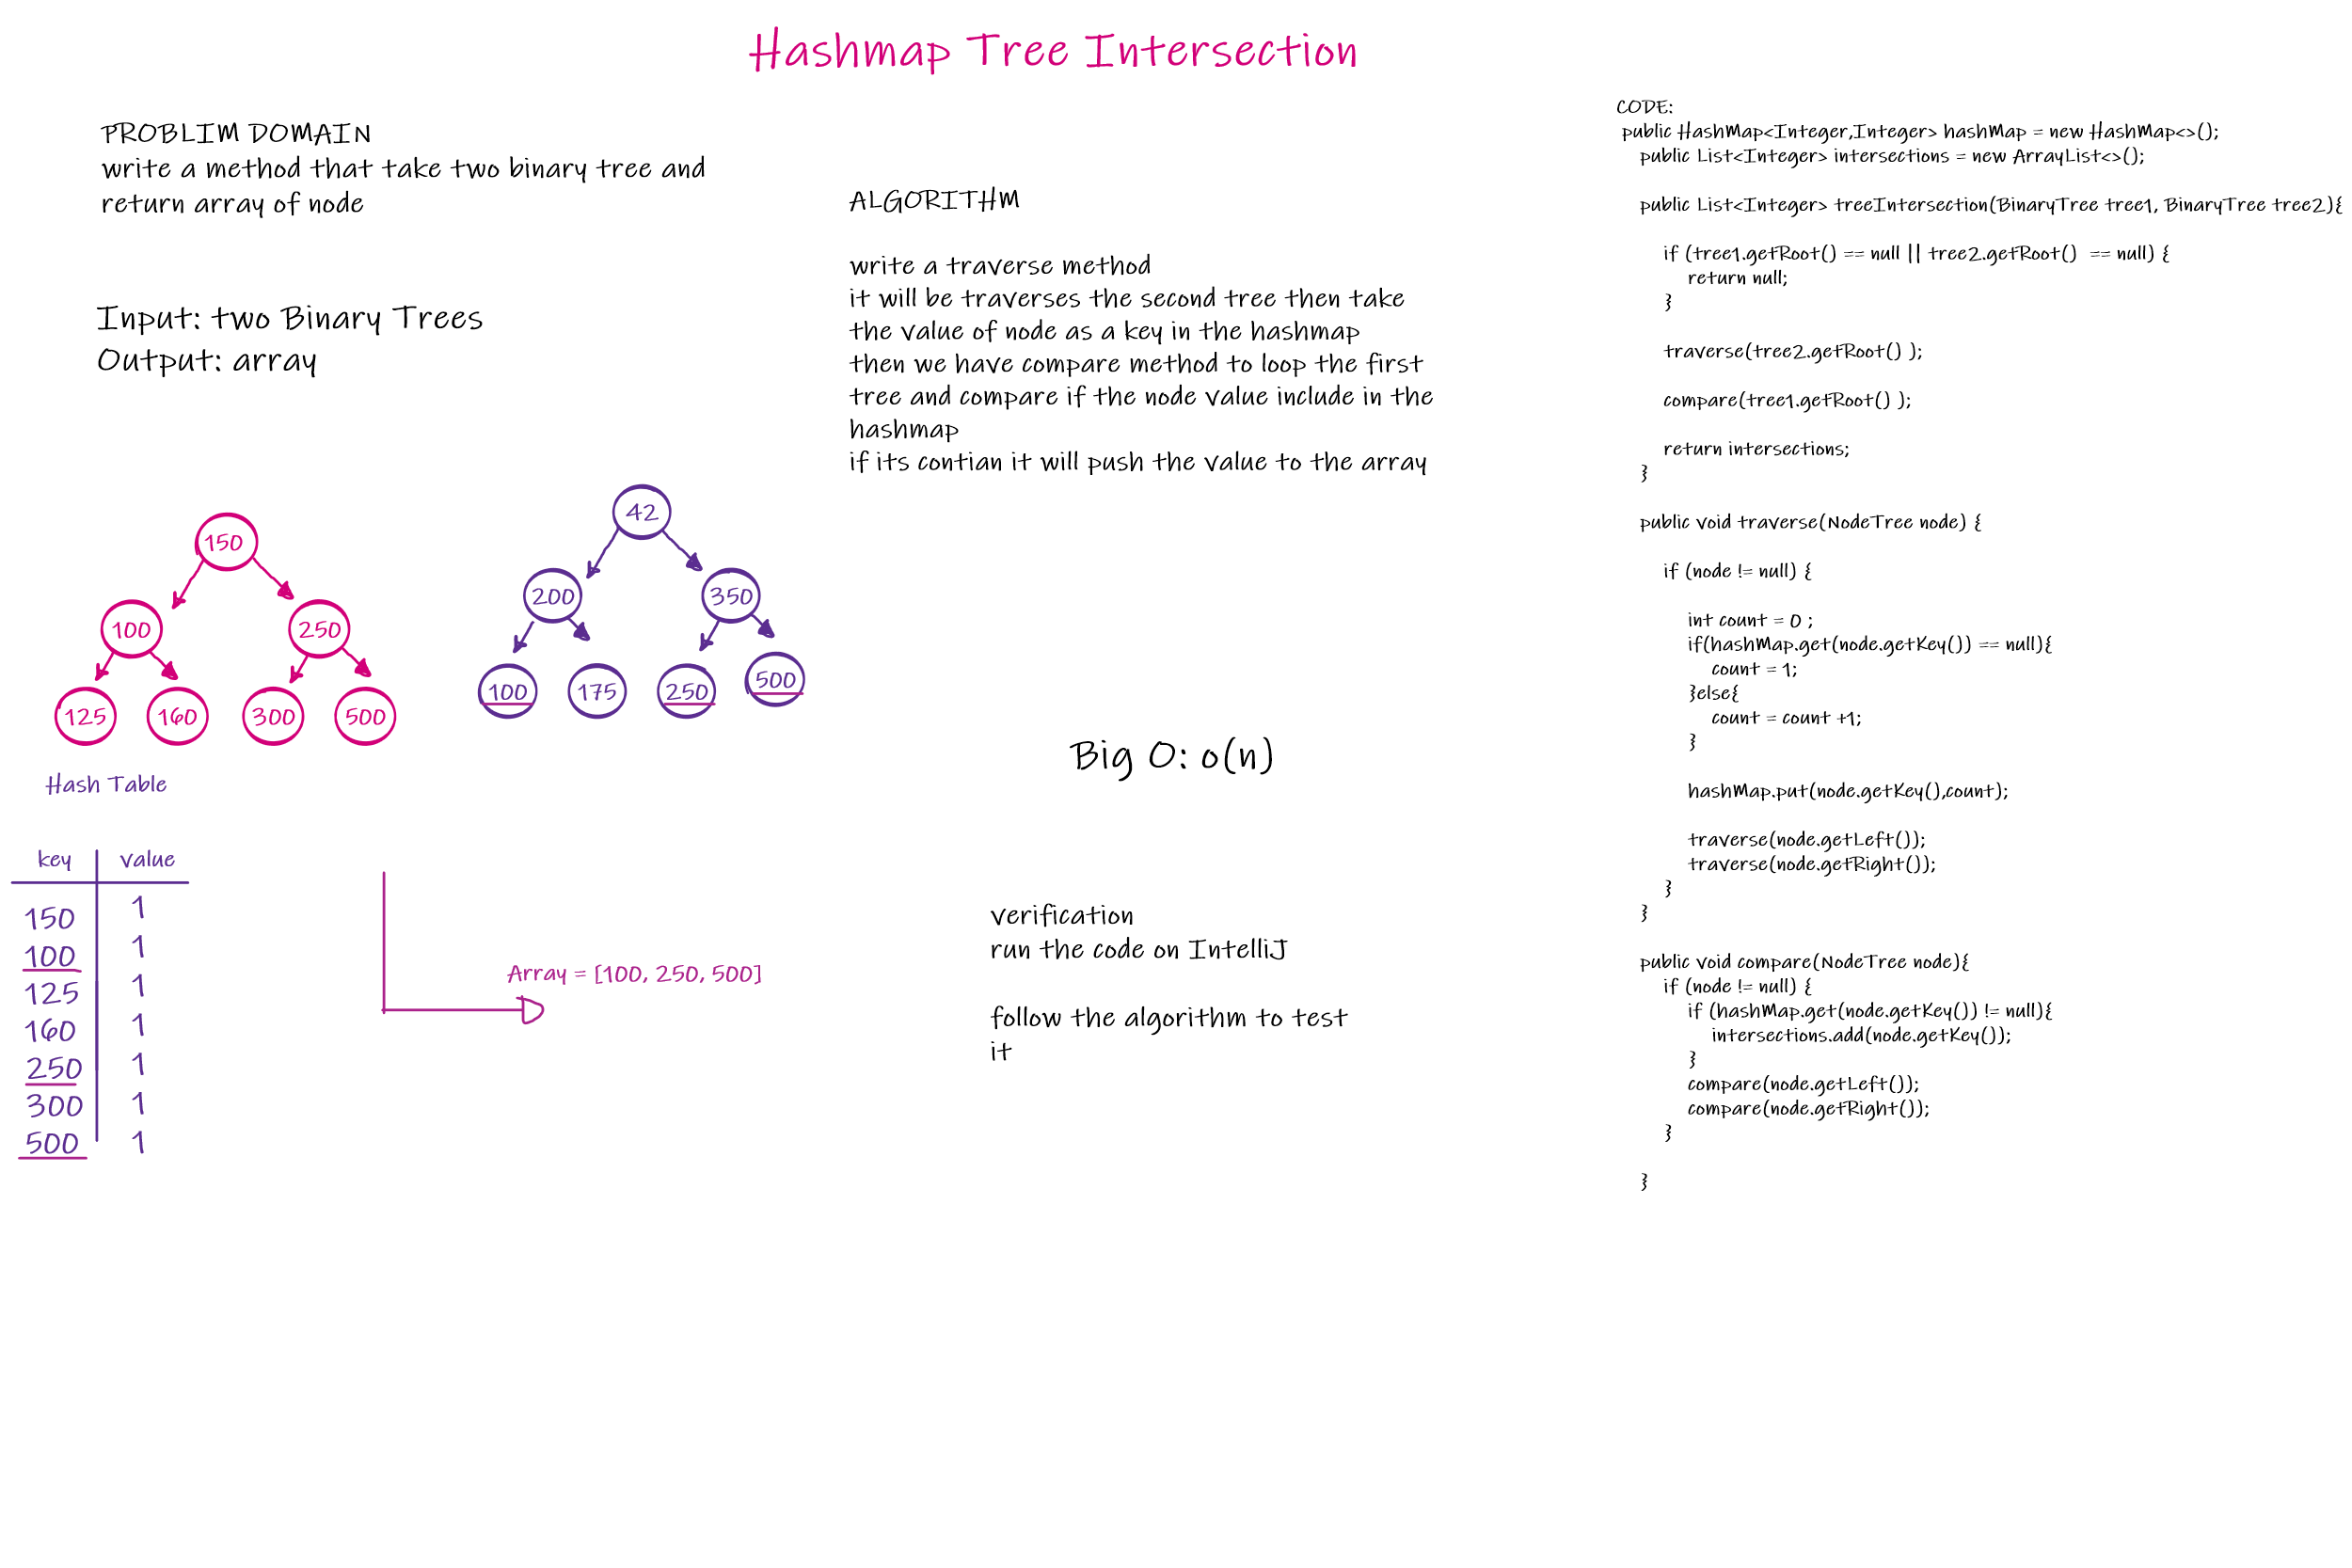 Hashmap Tree Intersection
PROBLIM DOMAIN
write a method that take two binary tree and
return array of node
Input: two Binary Trees
Output: array
150
100
250
125
160
300
500
42
200
350
100
175
250
500
Hash Table
key value
150 1
100 1
125 1
160 1
250 1
300 1
500 1
Array = [100, 250, 500]
ALGORITHM
write a traverse method
it will be traverses the second tree then take
the value of node as a key in the hashmap
then we have compare method to loop the first
tree and compare if the node value include in the
hashmap
if its contian it will push the value to the array
Big O: o(n)
verification
run the code on IntelliJ
follow the algorithm to test
it
CODE:
public HashMap<Integer,Integer> hashMap = new HashMap<>();
public List<Integer> intersections = new ArrayList<>();
public List<Integer> treeIntersection(BinaryTree tree1, BinaryTree tree2){
if (tree1.getRoot() == null || tree2.getRoot()  == null) {
return null;
}
traverse(tree2.getRoot() );
compare(tree1.getRoot() );
return intersections;
}
public void traverse(NodeTree node) {
if (node != null) {
int count = 0 ;
if(hashMap.get(node.getKey()) == null){
count = 1;
}else{
count = count +1;
}
hashMap.put(node.getKey(),count);
traverse(node.getLeft());
traverse(node.getRight());
}
}
public void compare(NodeTree node){
if (node != null) {
if (hashMap.get(node.getKey()) != null){
intersections.add(node.getKey());
}
compare(node.getLeft());
compare(node.getRight());
}
}